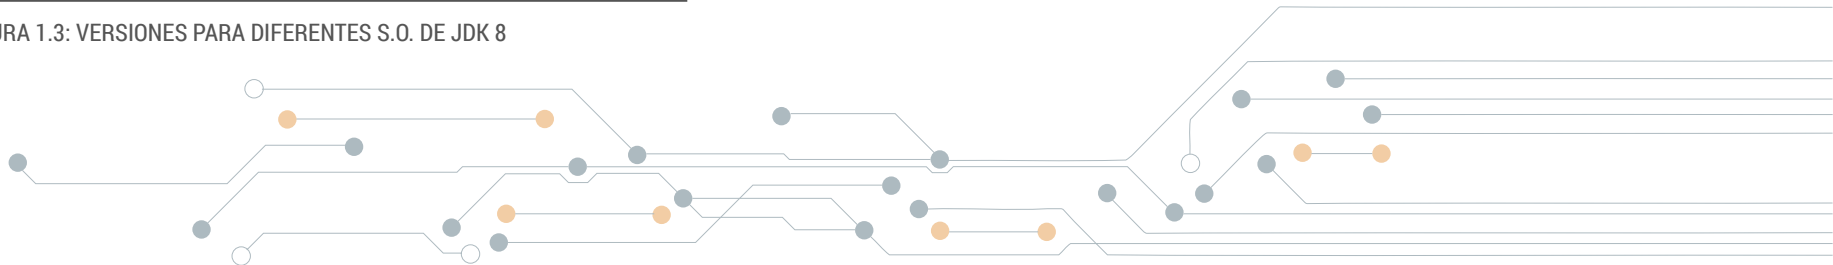 URA 1.3: VERSIONES PARA DIFERENTES S.O. DE JDK 8